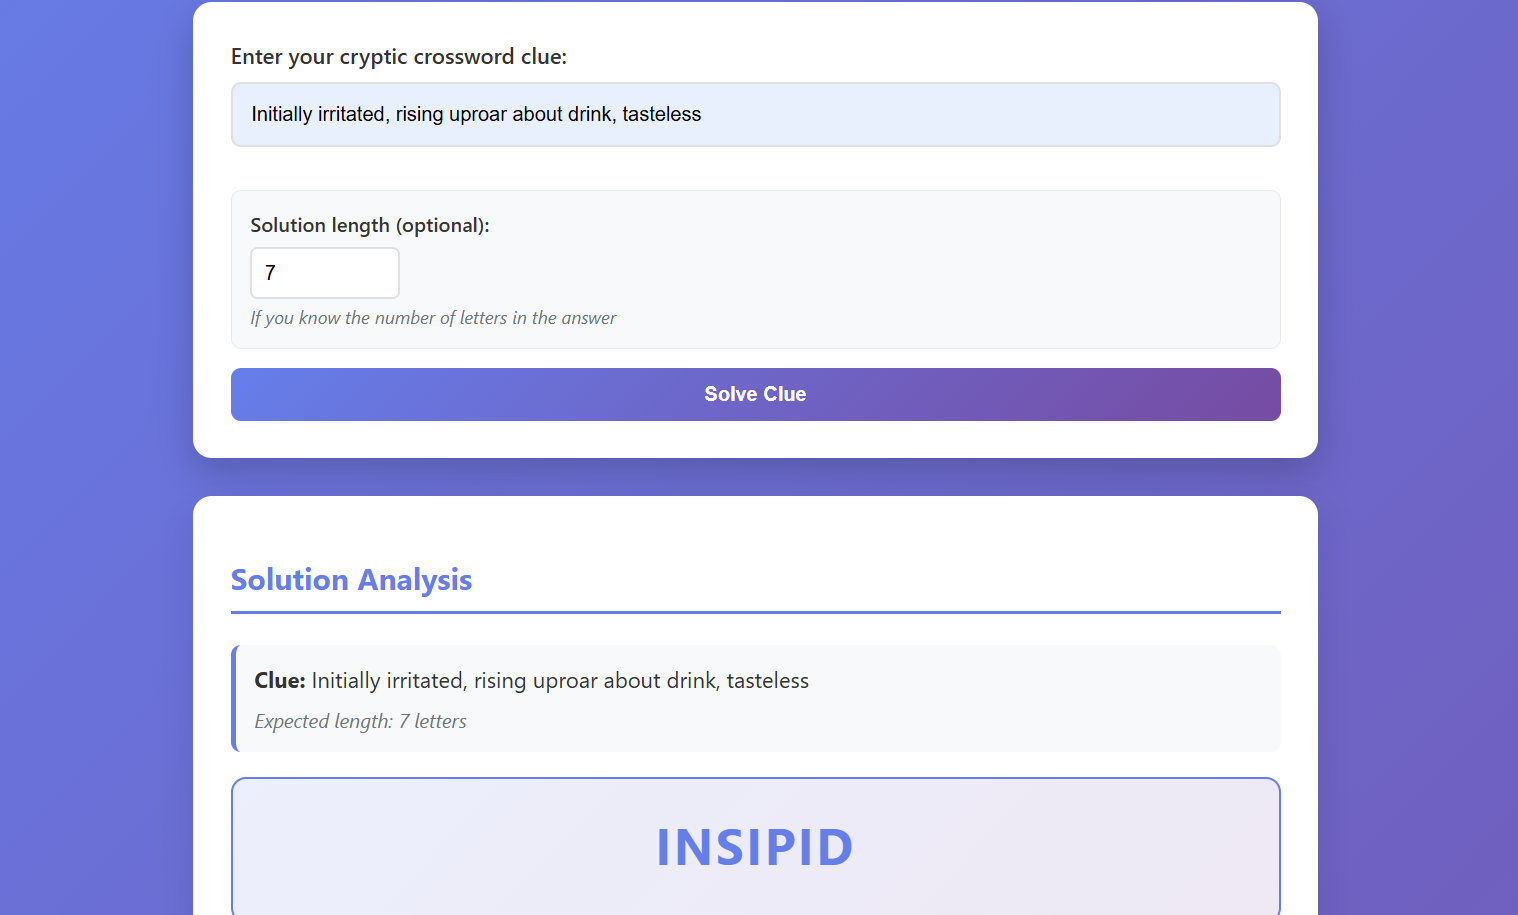 Enter your cryptic crossword clue:
Initially irritated, rising uproar about drink, tasteless
Solution length (optional):
7
If you know the number of letters in the answer
Solve Clue
Solution Analysis
Clue: Initially irritated, rising uproar about drink, tasteless
Expected length: 7 letters
INSIPID